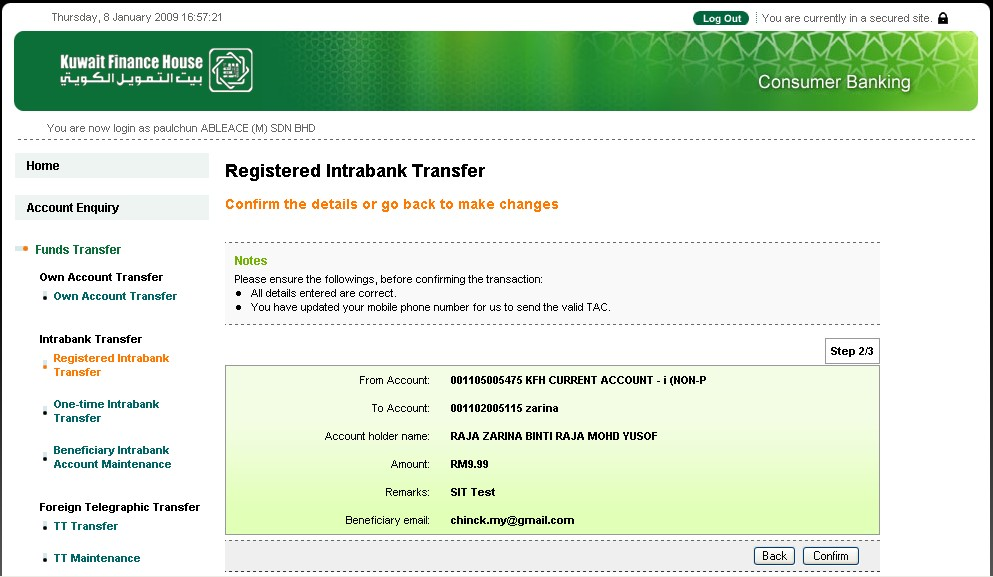 Thursday, 8 January 2009 16:57:21
Log Out
You are currently in a secured site.
Kuwait Finance House
بيت التمويل الكويتي
Consumer Banking
You are now login as paulchun ABLEACE (M) SDN BHD
Home
Account Enquiry
Funds Transfer
Own Account Transfer
Own Account Transfer
Intrabank Transfer
Registered Intrabank
Transfer
One-time Intrabank
Transfer
Beneficiary Intrabank
Account Maintenance
Foreign Telegraphic Transfer
TT Transfer
TT Maintenance
Registered Intrabank Transfer
Confirm the details or go back to make changes
Notes
Please ensure the followings, before confirming the transaction:
● All details entered are correct.
● You have updated your mobile phone number for us to send the valid TAC.
Step 2/3
From Account: 001105005475 KFH CURRENT ACCOUNT - i (NON-P
To Account: 001102005115 zarina
Account holder name: RAJA ZARINA BINTI RAJA MOHD YUSOF
Amount: RM9.99
Remarks: SIT Test
Beneficiary email: chinck.my@gmail.com
Back
Confirm